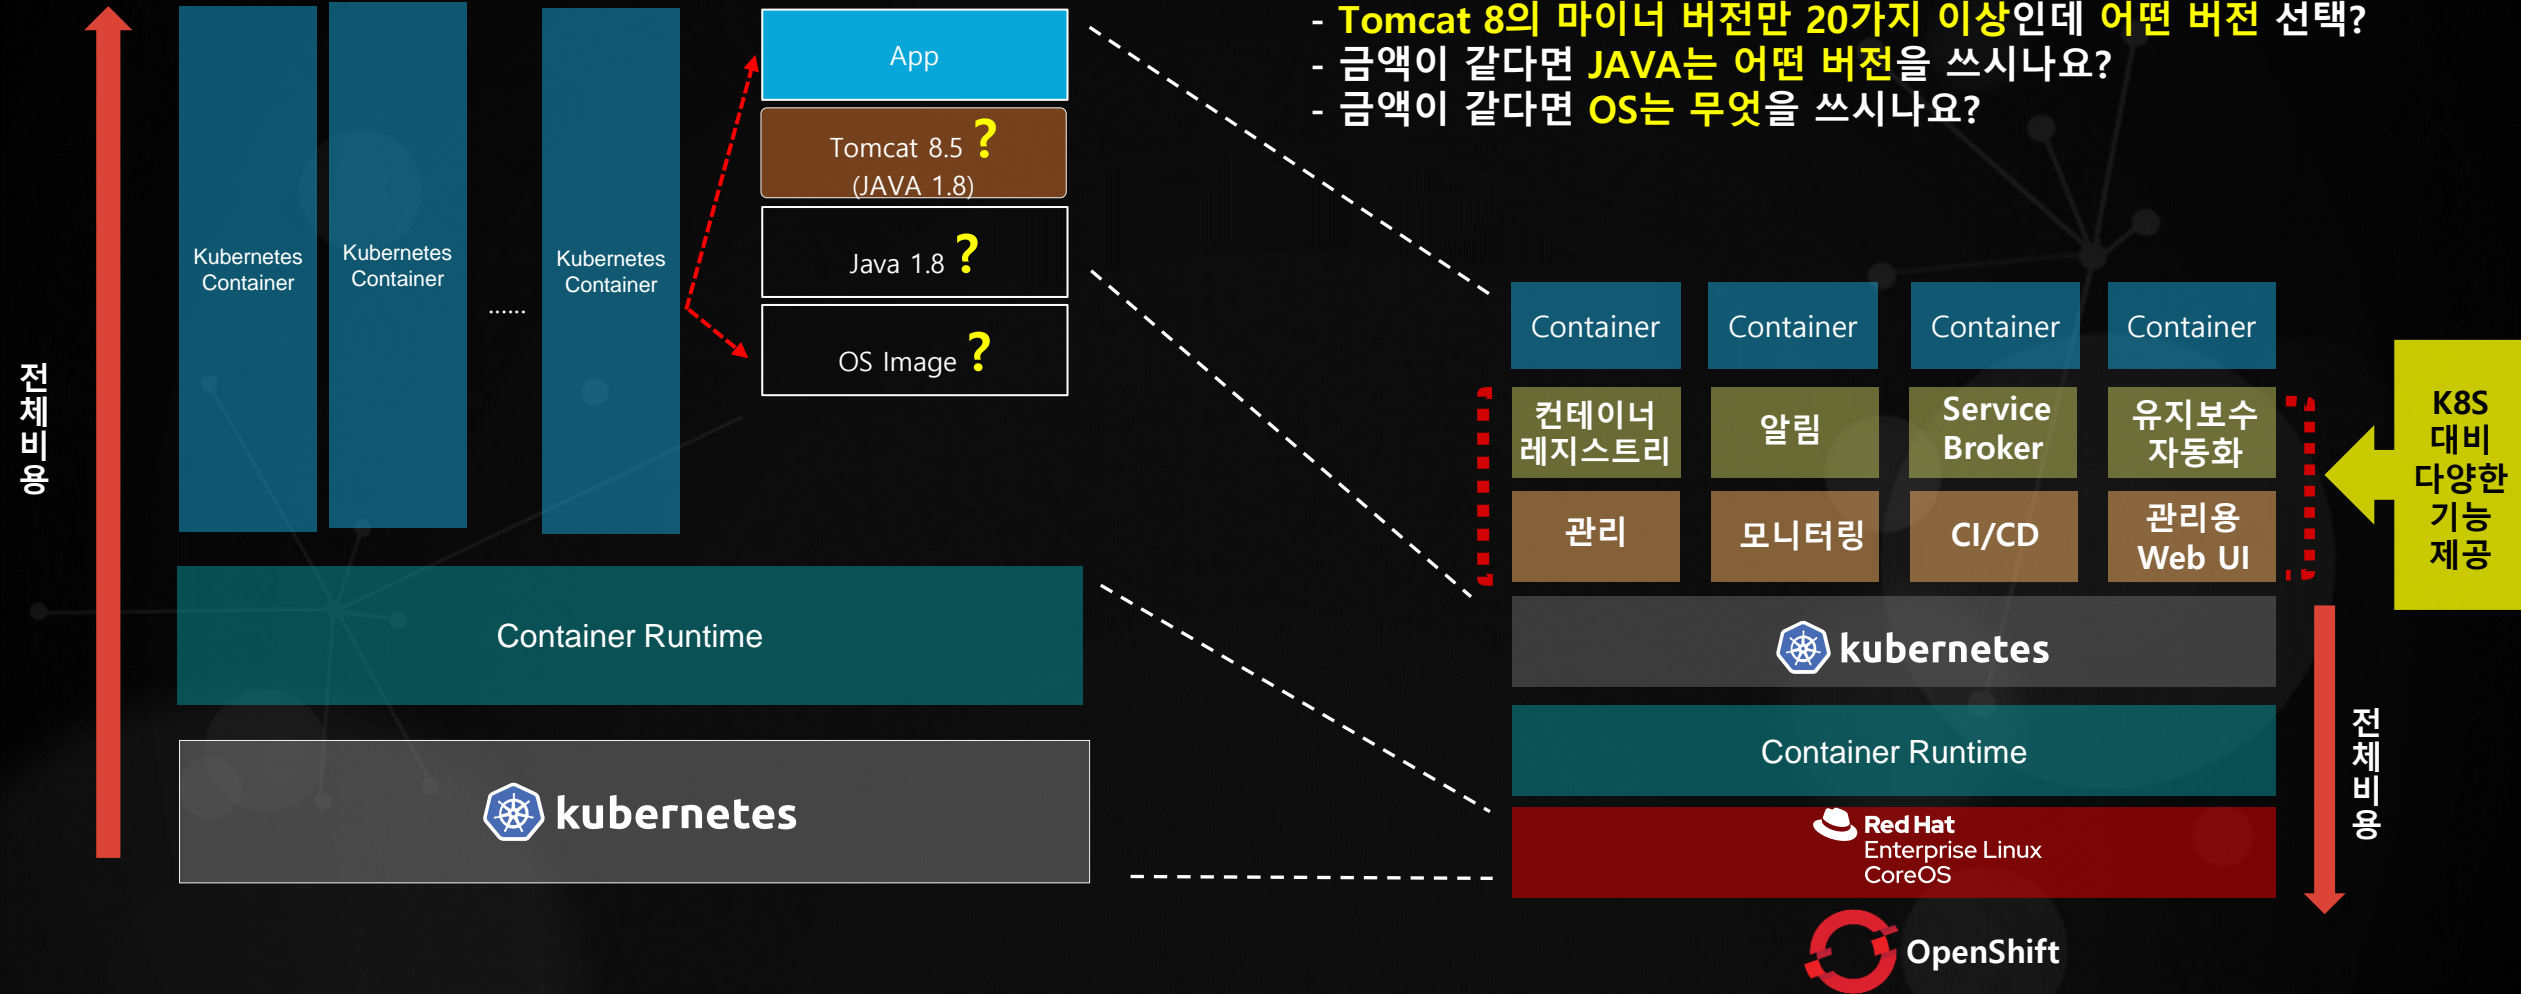 - Tomcat 8의 마이너 버전만 20가지 이상인데 어떤 버전 선택?
- 금액이 같다면 JAVA는 어떤 버전을 쓰시나요?
- 금액이 같다면 OS는 무엇을 쓰시나요?
전체비용
Kubernetes
Container
Kubernetes
Container
......
Kubernetes
Container
App
Tomcat 8.5 ?
(JAVA 1.8)
Java 1.8 ?
OS Image ?
Container Runtime
kubernetes
Container
Container
Container
Container
컨테이너
레지스트리
알림
Service
Broker
유지보수
자동화
관리
모니터링
CI/CD
관리용
Web UI
kubernetes
Container Runtime
Red Hat
Enterprise Linux
CoreOS
OpenShift
K8S
대비
다양한
기능
제공
전체비용